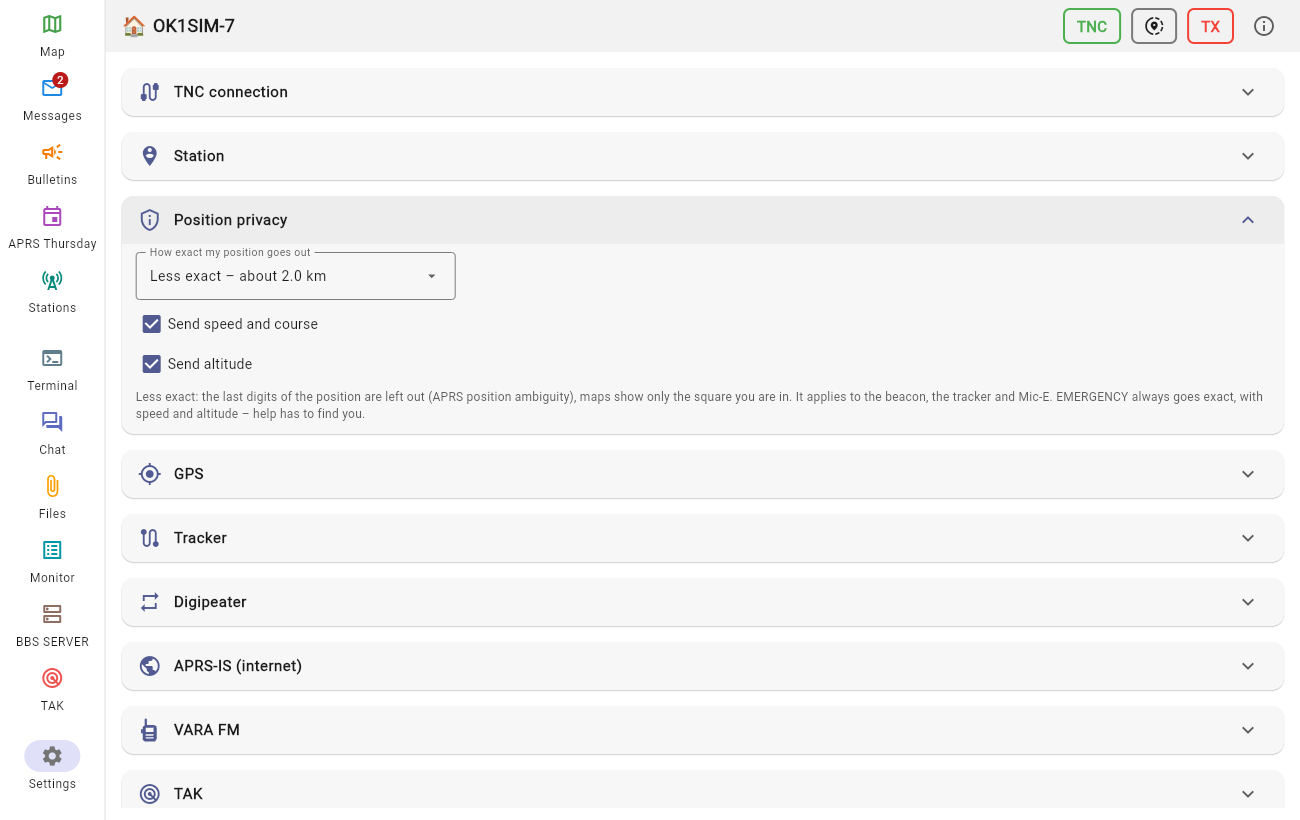 OK1SIM-7
TNC
TX
Map
2
Messages
Bulletins
APRS Thursday
Stations
Terminal
Chat
Files
Monitor
BBS SERVER
TAK
Settings
TNC connection
Station
Position privacy
How exact my position goes out
Less exact – about 2.0 km
Send speed and course
Send altitude
Less exact: the last digits of the position are left out (APRS position ambiguity), maps show only the square you are in. It applies to the beacon, the tracker and Mic-E. EMERGENCY always goes exact, with
speed and altitude – help has to find you.
GPS
Tracker
Digipeater
APRS-IS (internet)
VARA FM
TAK